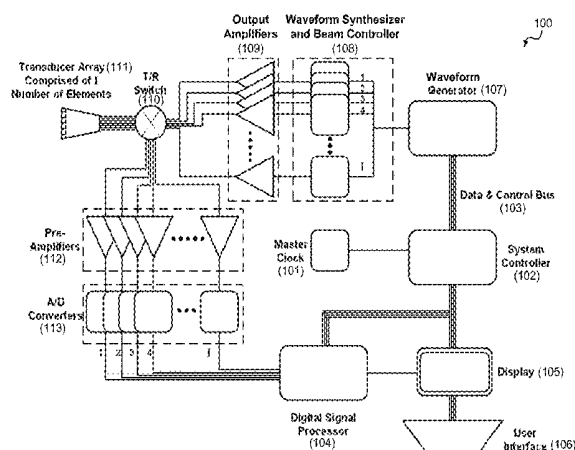 100
Output
Amplifiers
(109)
Waveform Synthesizer
and Beam Controller
(108)
Transducer Array (111)
Comprised of I
Number of Elements
T/R
Switch
(110)
1
2
3
4
I
Waveform
Generator (107)
Data & Control Bus
(103)
Pre-
Amplifiers
(112)
Master
Clock
(101)
System
Controller
(102)
A/D
Converters
(113)
1 2 3 4 I
Digital Signal
Processor
(104)
Display (105)
User
Interface (106)